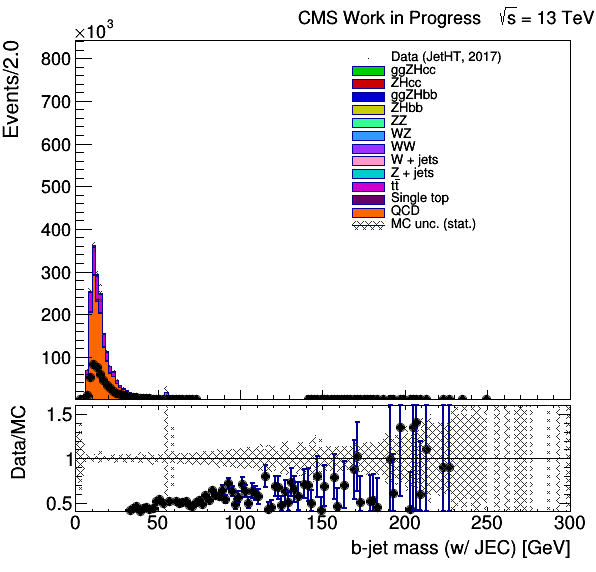 CMS Work in Progress √s = 13 TeV
×10³
Events/2.0
800
700
600
500
400
300
200
100
Data (JetHT, 2017)
ggZHcc
ZHcc
ggZHbb
ZHbb
ZZ
WZ
WW
W + jets
Z + jets
tt̄
Single top
QCD
MC unc. (stat.)
Data/MC
1.5
1
0.5
0 50 100 150 200 250 300
b-jet mass (w/ JEC) [GeV]